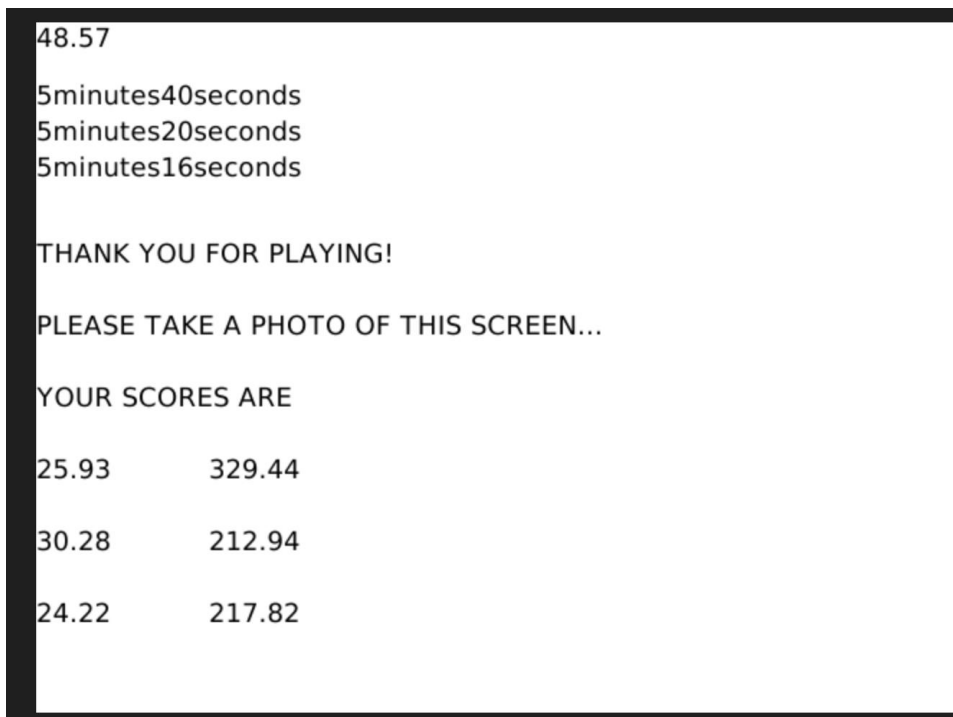 48.57
5minutes40seconds
5minutes20seconds
5minutes16seconds
THANK YOU FOR PLAYING!
PLEASE TAKE A PHOTO OF THIS SCREEN...
YOUR SCORES ARE
25.93 329.44
30.28 212.94
24.22 217.82